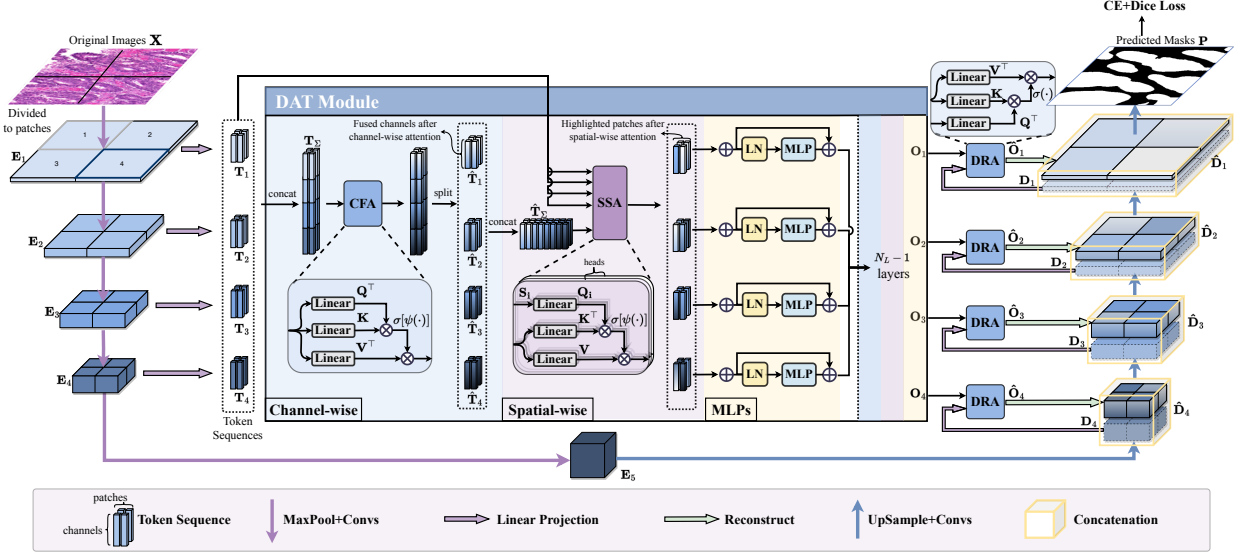 CE+Dice Loss
Original Images X
Predicted Masks P
Divided
to patches
1
2
3
4
E₁
E₂
E₃
E₄
E₅
T₁
T₂
T₃
T₄
Token
Sequences
DAT Module
concat
T_Σ
CFA
Fused channels after
channel-wise attention
split
T̂₁
T̂₂
T̂₃
T̂₄
Linear
Linear
Linear
Q⊤
K
V⊤
σ[ψ(·)]
Channel-wise
concat
T̂_Σ
SSA
Highlighted patches after
spatial-wise attention
heads
S₁
Linear
Linear
Linear
Qᵢ
K⊤
V
σ[ψ(·)]
Spatial-wise
LN
MLP
LN
MLP
LN
MLP
LN
MLP
MLPs
N_L − 1
layers
O₁
O₂
O₃
O₄
Linear
Linear
Linear
V⊤
K
σ(·)
Q⊤
DRA
Ô₁
D₁
D̂₁
DRA
Ô₂
D₂
D̂₂
DRA
Ô₃
D₃
D̂₃
DRA
Ô₄
D₄
D̂₄
patches
channels
Token Sequence
MaxPool+Convs
Linear Projection
Reconstruct
UpSample+Convs
Concatenation